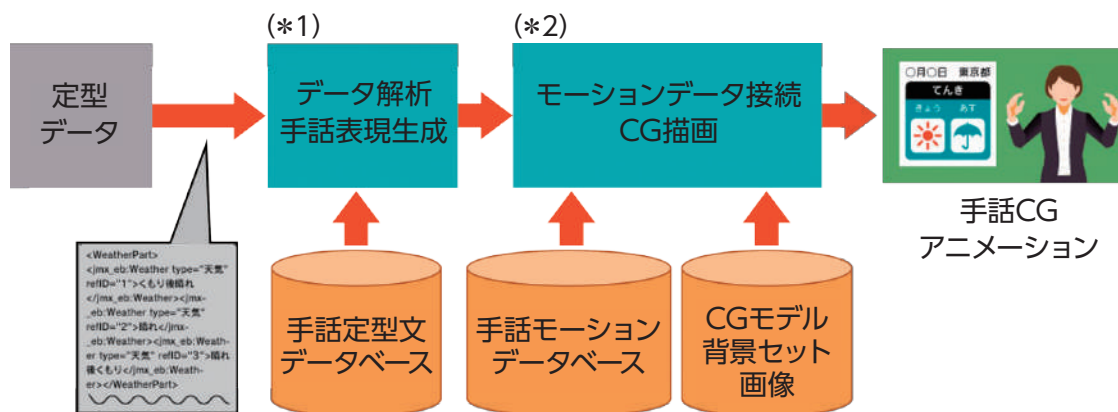 (*1)
(*2)
定型
データ
データ解析
手話表現生成
モーションデータ接続
CG描画
〇月〇日 東京都
てんき
きょう あす
手話CG
アニメーション
<WeatherPart>
<jmx_eb:Weather type="天気"
refID="1">くもり後晴れ
</jmx_eb:Weather><jmx-
_eb:Weather type="天気"
refID="2">晴れ</jmx-
_eb:Weather><jmx_eb:Weath-
er type="天気" refID="3">晴れ
後くもり</jmx_eb:Weath-
er></WeatherPart>
手話定型文
データベース
手話モーション
データベース
CGモデル
背景セット
画像